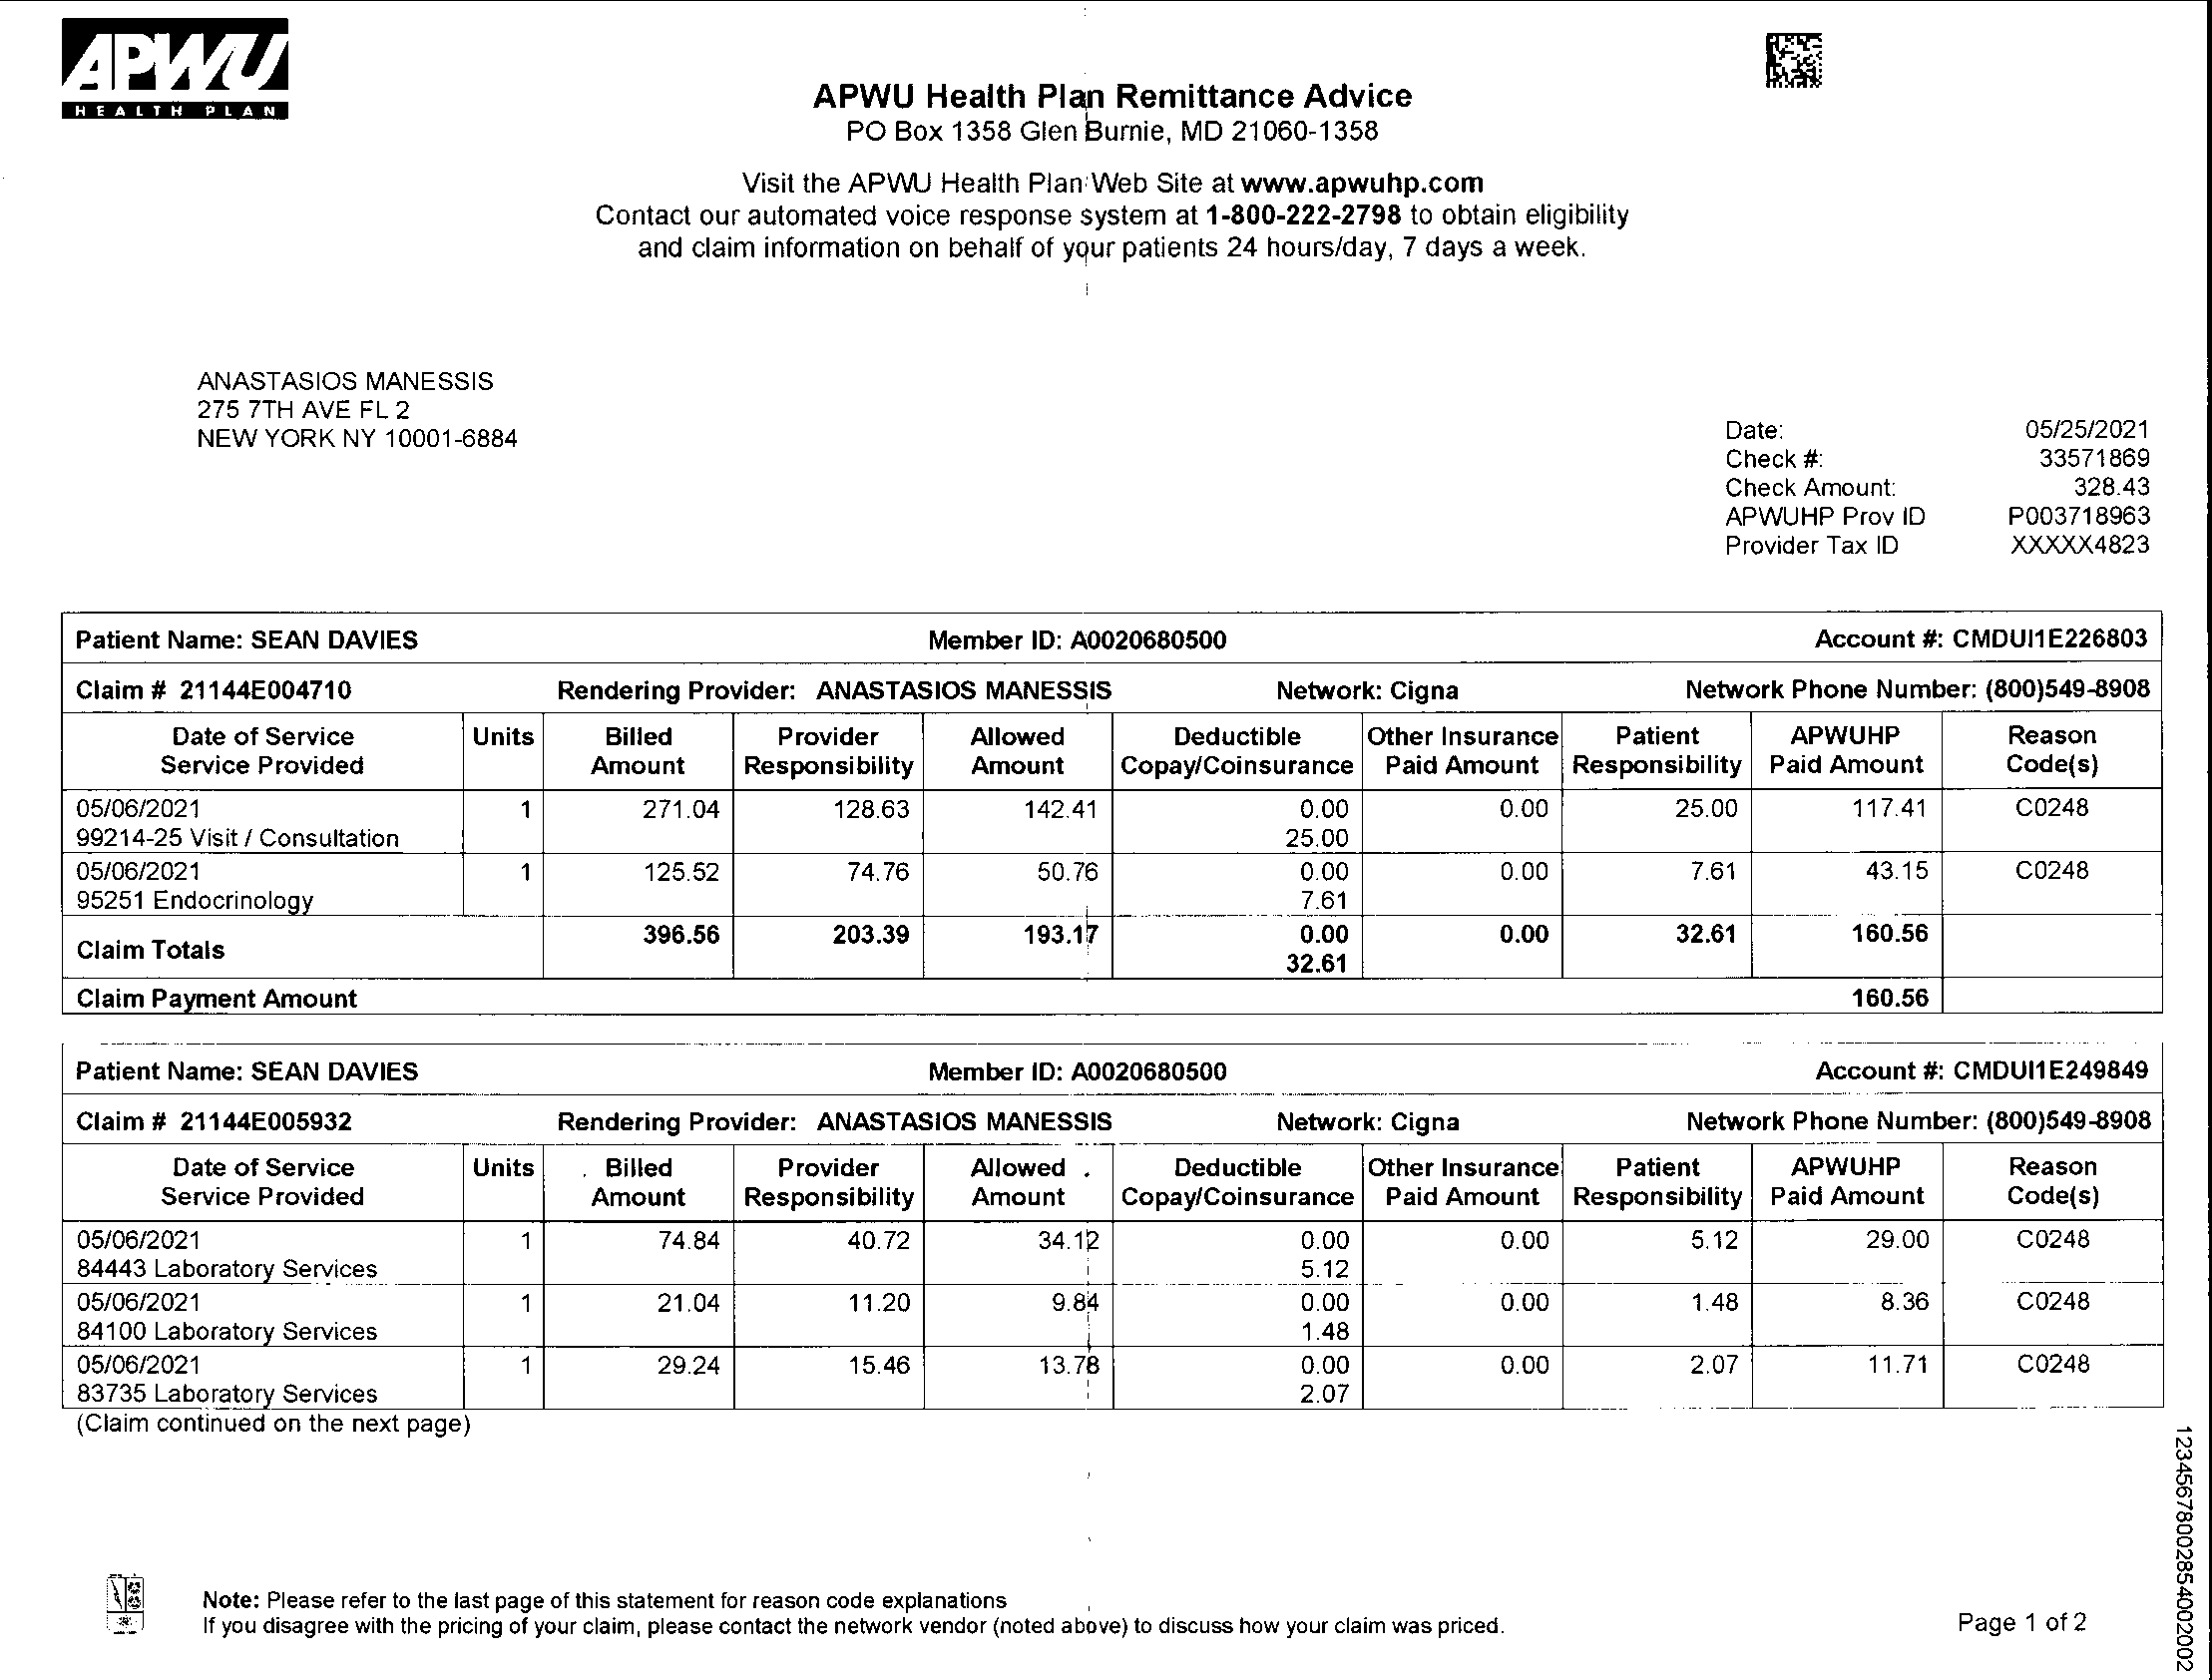 APWU
HEALTH PLAN
APWU Health Plan Remittance Advice
PO Box 1358 Glen Burnie, MD 21060-1358
Visit the APWU Health Plan Web Site at www.apwuhp.com
Contact our automated voice response system at 1-800-222-2798 to obtain eligibility
and claim information on behalf of your patients 24 hours/day, 7 days a week.
ANASTASIOS MANESSIS
275 7TH AVE FL 2
NEW YORK NY 10001-6884
Date: 05/25/2021
Check #: 33571869
Check Amount: 328.43
APWUHP Prov ID P003718963
Provider Tax ID XXXXX4823
Patient Name: SEAN DAVIES Member ID: A0020680500 Account #: CMDUI1E226803
Claim # 21144E004710 Rendering Provider: ANASTASIOS MANESSIS Network: Cigna Network Phone Number: (800)549-8908
Date of Service Units Billed Provider Allowed Deductible Other Insurance Patient APWUHP Reason
Service Provided Amount Responsibility Amount Copay/Coinsurance Paid Amount Responsibility Paid Amount Code(s)
05/06/2021 1 271.04 128.63 142.41 0.00 0.00 25.00 117.41 C0248
99214-25 Visit / Consultation 25.00
05/06/2021 1 125.52 74.76 50.76 0.00 0.00 7.61 43.15 C0248
95251 Endocrinology 7.61
Claim Totals 396.56 203.39 193.17 0.00 0.00 32.61 160.56
32.61
Claim Payment Amount 160.56
Patient Name: SEAN DAVIES Member ID: A0020680500 Account #: CMDUI1E249849
Claim # 21144E005932 Rendering Provider: ANASTASIOS MANESSIS Network: Cigna Network Phone Number: (800)549-8908
Date of Service Units Billed Provider Allowed Deductible Other Insurance Patient APWUHP Reason
Service Provided Amount Responsibility Amount Copay/Coinsurance Paid Amount Responsibility Paid Amount Code(s)
05/06/2021 1 74.84 40.72 34.12 0.00 0.00 5.12 29.00 C0248
84443 Laboratory Services 5.12
05/06/2021 1 21.04 11.20 9.84 0.00 0.00 1.48 8.36 C0248
84100 Laboratory Services 1.48
05/06/2021 1 29.24 15.46 13.78 0.00 0.00 2.07 11.71 C0248
83735 Laboratory Services 2.07
(Claim continued on the next page)
Note: Please refer to the last page of this statement for reason code explanations
If you disagree with the pricing of your claim, please contact the network vendor (noted above) to discuss how your claim was priced.
Page 1 of 2
1234567800285400200​2